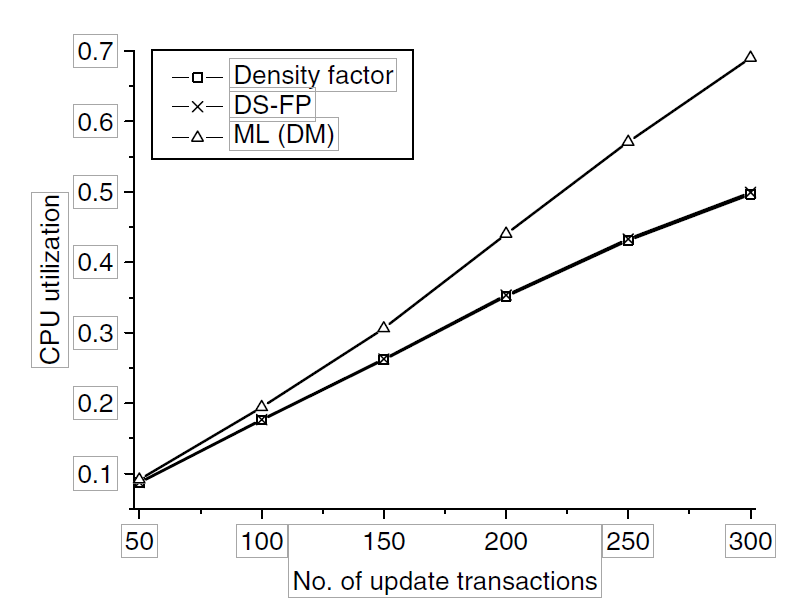 0.7
0.6
0.5
0.4
0.3
0.2
0.1
CPU utilization
Density factor
DS-FP
ML (DM)
50 100 150 200 250 300
No. of update transactions